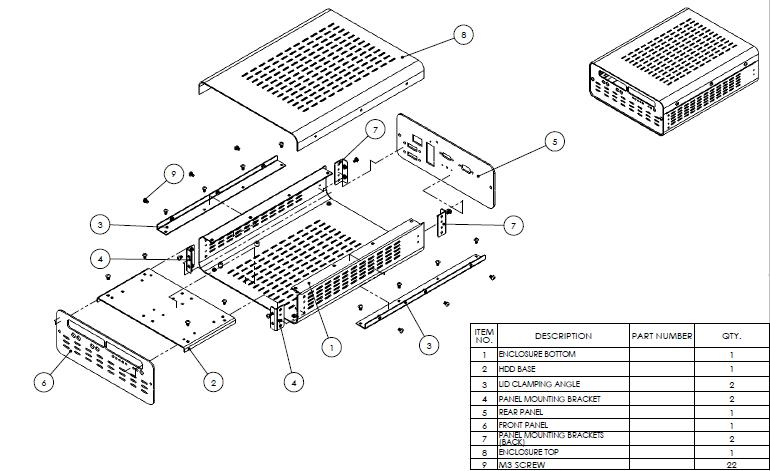 8
7
5
9
3
7
4
1
3
6
2
4
ITEM NO. DESCRIPTION PART NUMBER QTY.
1 ENCLOSURE BOTTOM 1
2 HDD BASE 1
3 LID CLAMPING ANGLE 2
4 PANEL MOUNTING BRACKET 2
5 REAR PANEL 1
6 FRONT PANEL 1
7 PANEL MOUNTING BRACKETS (BACK) 2
8 ENCLOSURE TOP 1
9 M3 SCREW 22